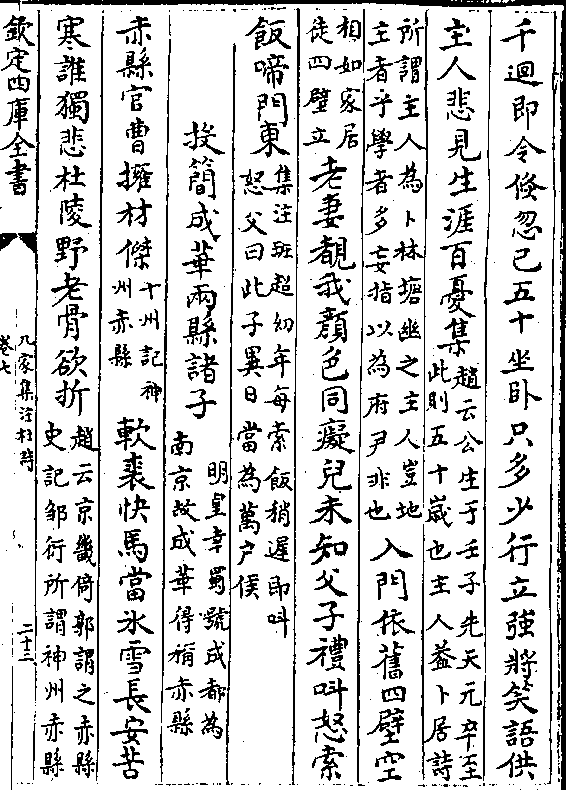 千迴即今倐忽已五十坐卧只多少行立強將笑語供
主人悲見生涯百憂集
趙云公生于壬子先天元年至
此則五十歳也主人蓋卜居詩
所謂主人為卜林塘幽之主人豈地
主者乎學者多妄指以為府尹非也
入門依舊四壁空
相如家居
徒四壁立
老妻覩我顔色同癡兒未知父子禮叫怒索
飯啼門東
集注班超幼年每索飯稍遲即叫
怒父曰此子異日當為萬户侯
投簡成華兩縣諸子
明皇幸蜀號成都為
南京故成華得稱赤縣
赤縣官曹擁材傑
十州記神
州赤縣
軟裘快馬當氷雪長安苦
寒誰獨悲杜陵野老骨欲折
趙云京畿倚郭謂之赤縣
史記邹衍所謂神州赤縣
欽定四庫全書
九家集注杜詩
卷七
二十三